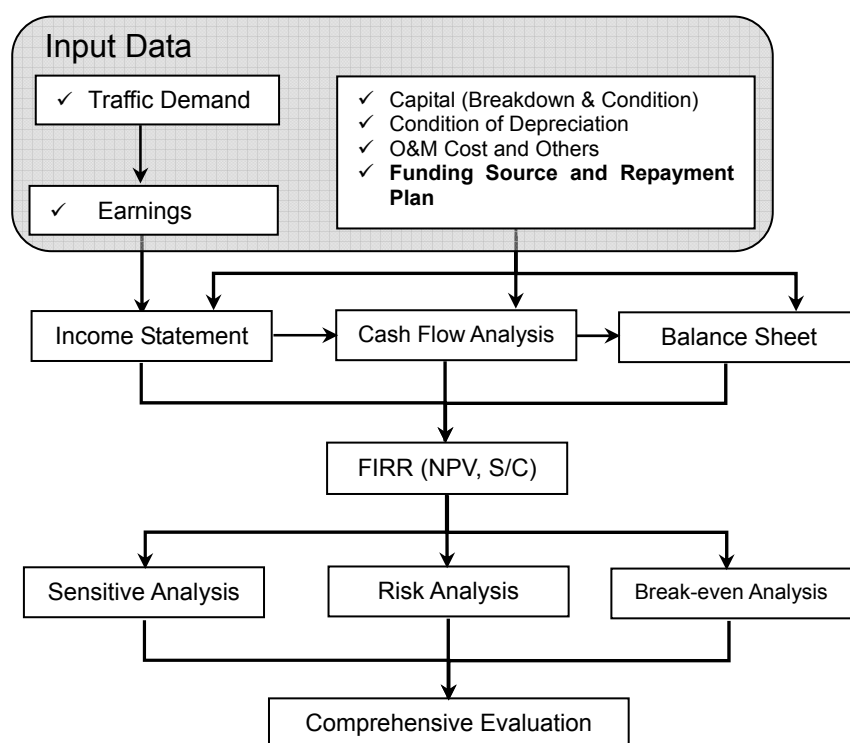 Input Data
✓ Traffic Demand
✓ Earnings
✓ Capital (Breakdown & Condition)
✓ Condition of Depreciation
✓ O&M Cost and Others
✓ Funding Source and Repayment
Plan
Income Statement
Cash Flow Analysis
Balance Sheet
FIRR (NPV, S/C)
Sensitive Analysis
Risk Analysis
Break-even Analysis
Comprehensive Evaluation